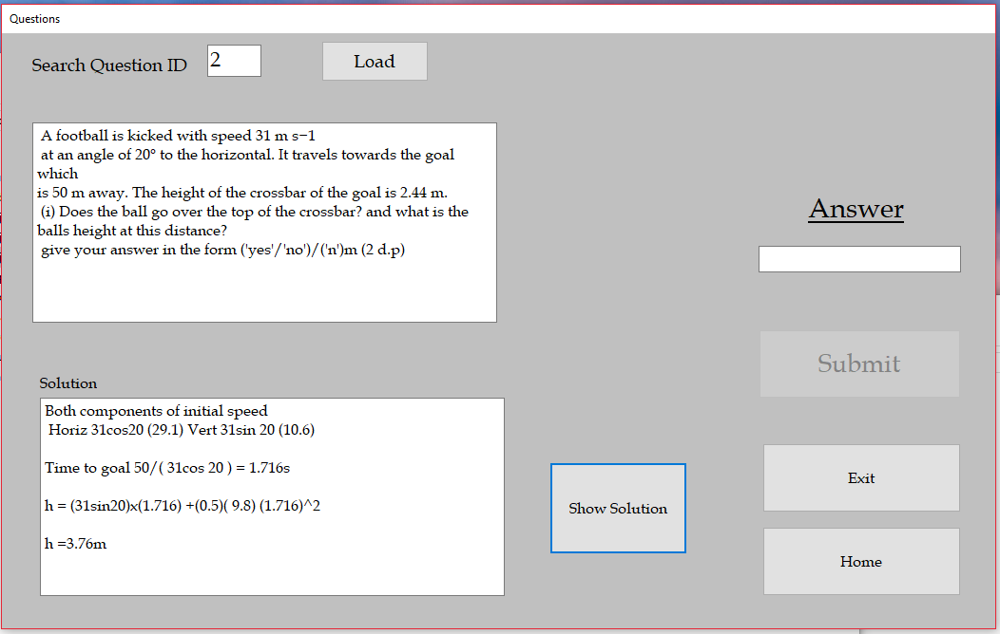 Questions
Search Question ID 2 Load
A football is kicked with speed 31 m s−1
at an angle of 20° to the horizontal. It travels towards the goal
which
is 50 m away. The height of the crossbar of the goal is 2.44 m.
(i) Does the ball go over the top of the crossbar? and what is the
balls height at this distance?
give your answer in the form ('yes'/'no')/('n')m (2 d.p)
Answer
Submit
Solution
Both components of initial speed
Horiz 31cos20 (29.1) Vert 31sin 20 (10.6)
Time to goal 50/( 31cos 20 ) = 1.716s
h = (31sin20)x(1.716) +(0.5)( 9.8) (1.716)^2
h =3.76m
Show Solution
Exit
Home